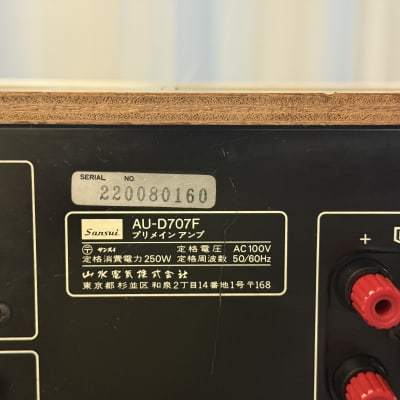 SERIAL NO.
220080160
Sansui AU-D707F
プリメインアンプ
〒 サンスイ 定格電圧 AC100V
定格消費電力 250W 定格周波数 50/60Hz
山水電気株式会社
東京都杉並区和泉2丁目14番地1号〒168
+